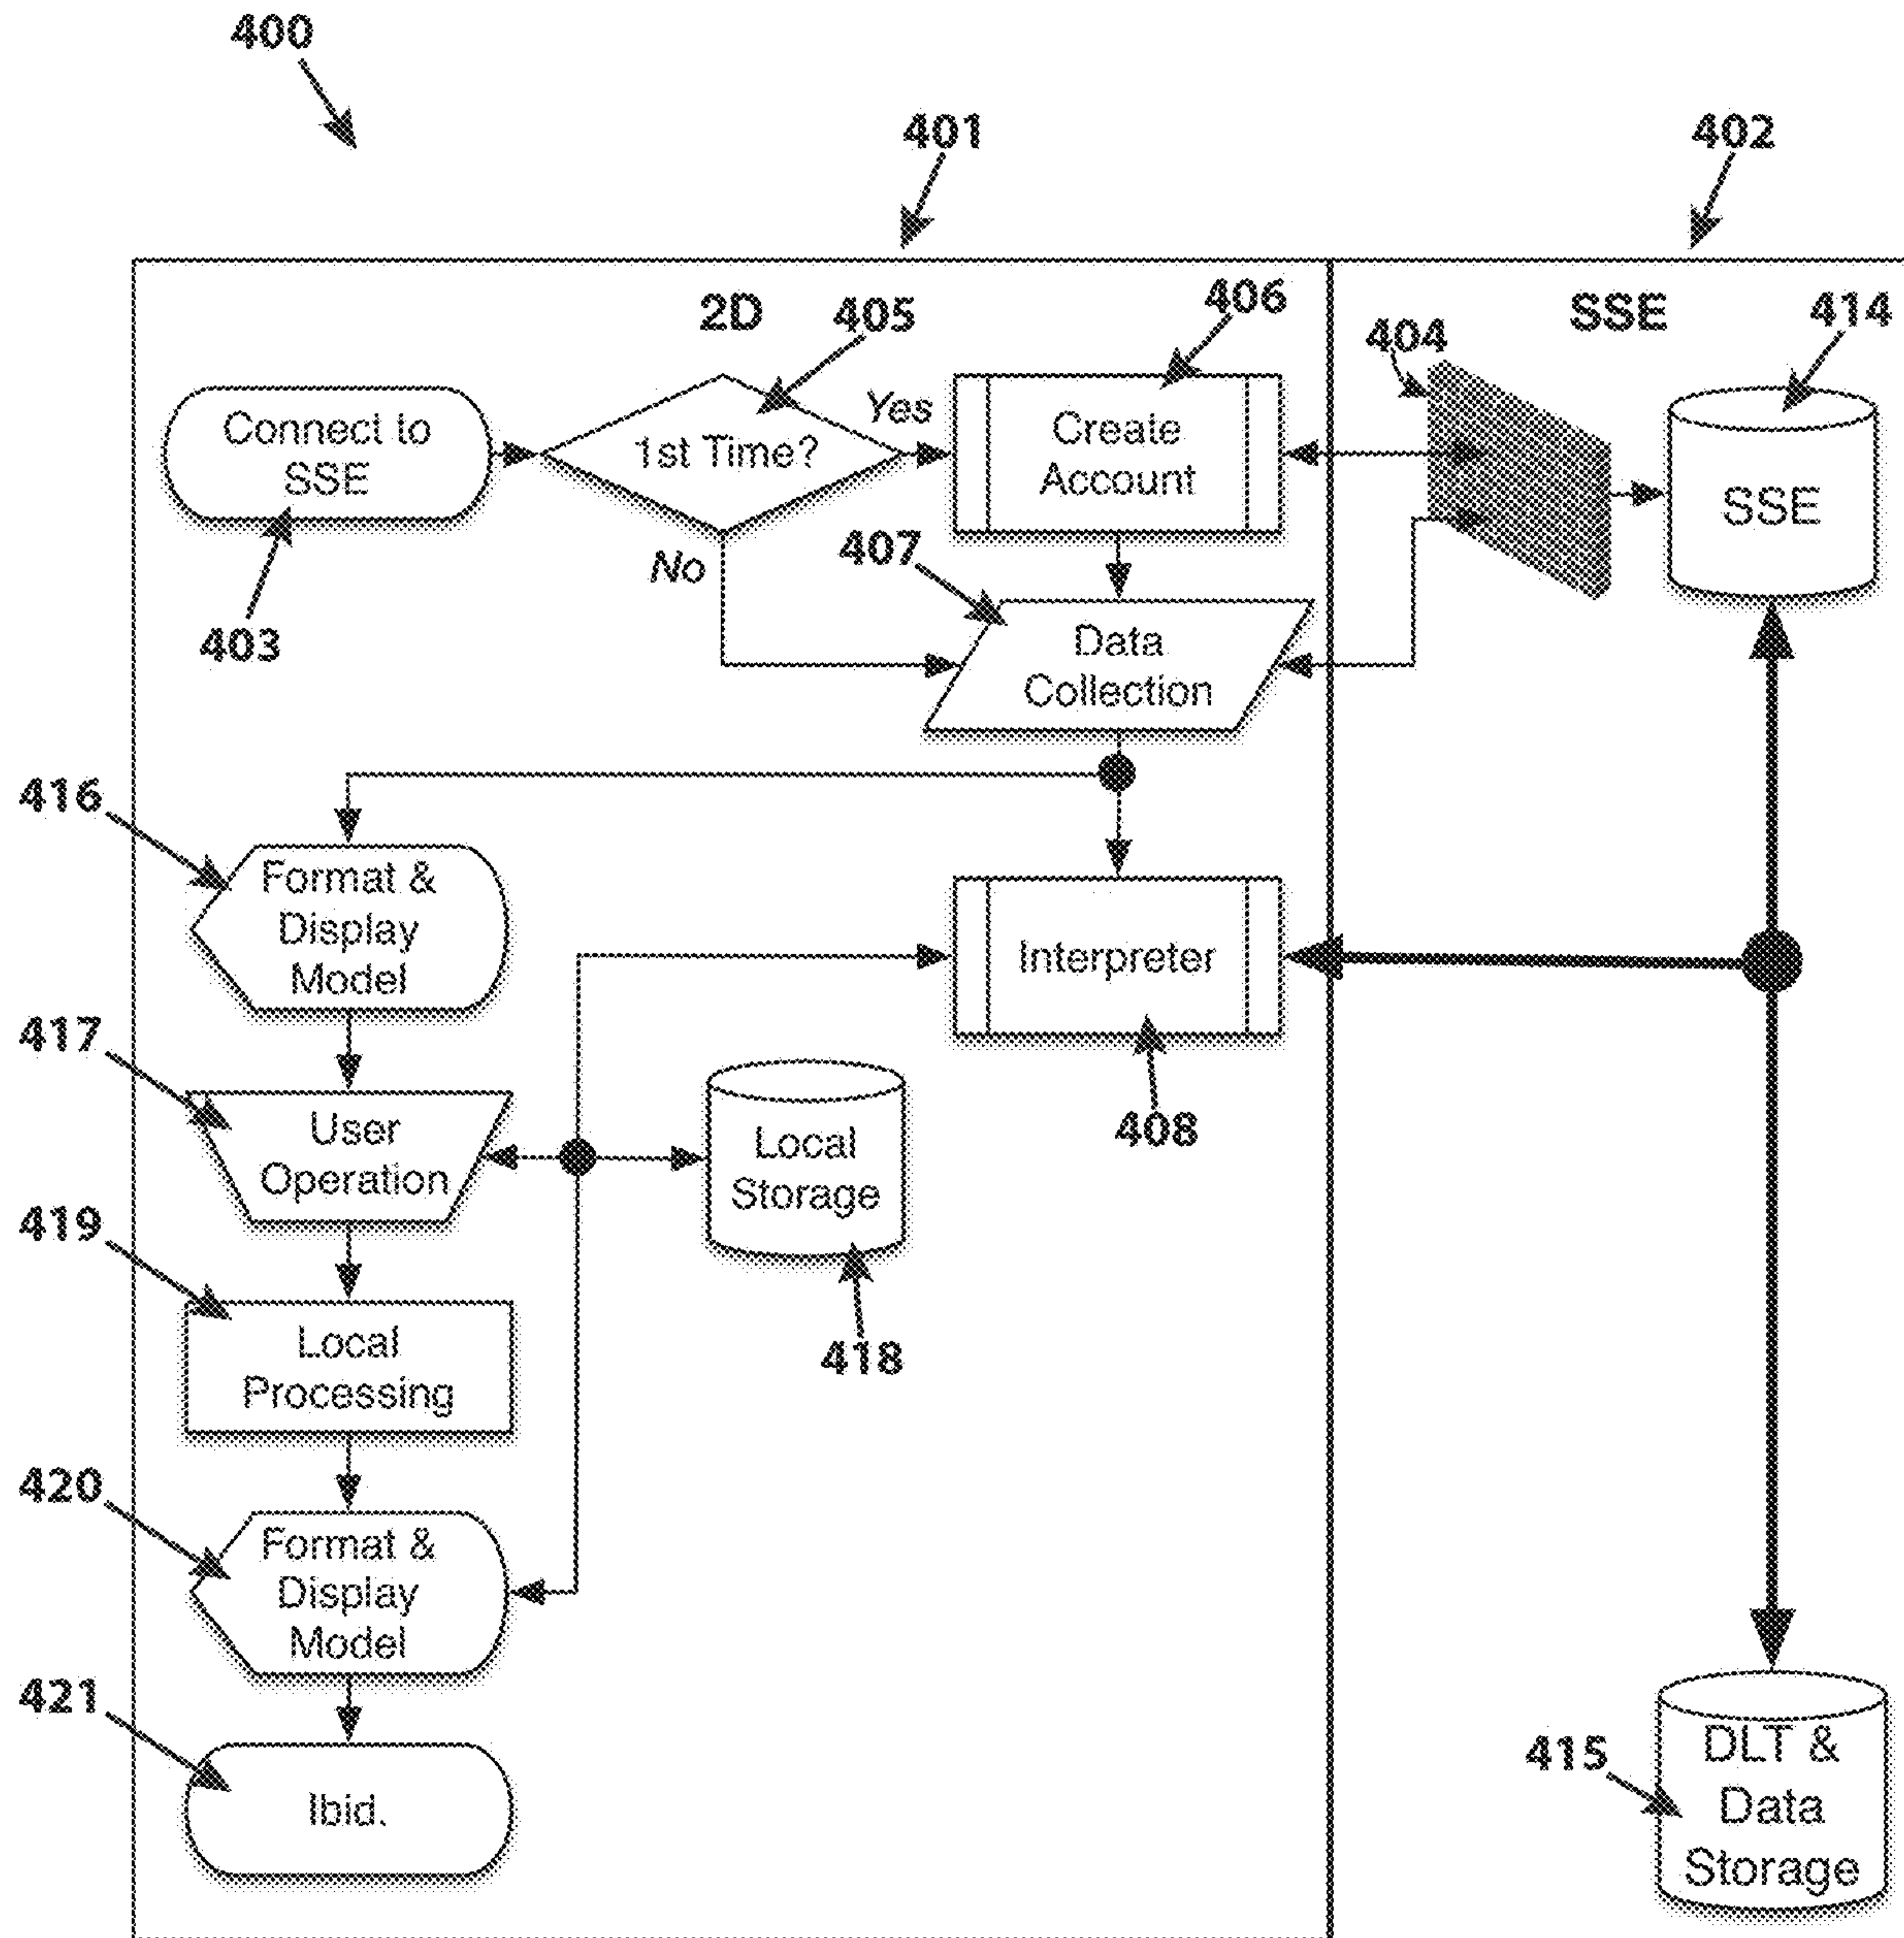 400
401
402
2D
405
406
SSE
414
404
Connect to
SSE
1st Time?
Yes
Create
Account
SSE
403
No
407
Data
Collection
416
Format &
Display
Model
Interpreter
408
417
User
Operation
Local
Storage
418
419
Local
Processing
420
Format &
Display
Model
421
Ibid.
415
DLT &
Data
Storage